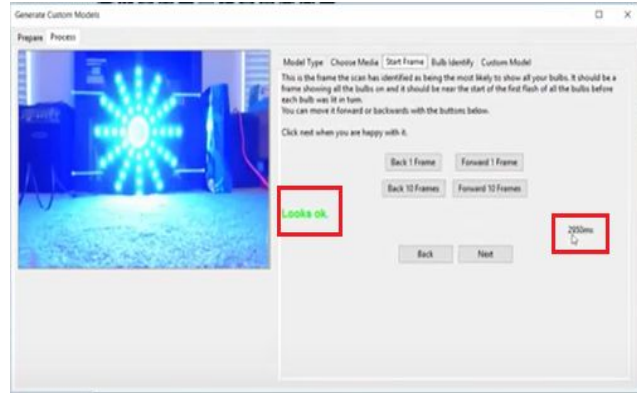 Generate Custom Models
Prepare Process
Model Type Choose Media Start Frame Bulb Identify Custom Model
This is the frame the scan has identified as being the most likely to show all your bulbs. It should be a
frame showing all the bulbs on and it should be near the start of the first flash of all the bulbs before
each bulb was lit in turn.
You can move it forward or backwards with the buttons below.
Click next when you are happy with it.
Back 1 Frame Forward 1 Frame
Back 10 Frames Forward 10 Frames
Looks ok.
2950ms
Back Next